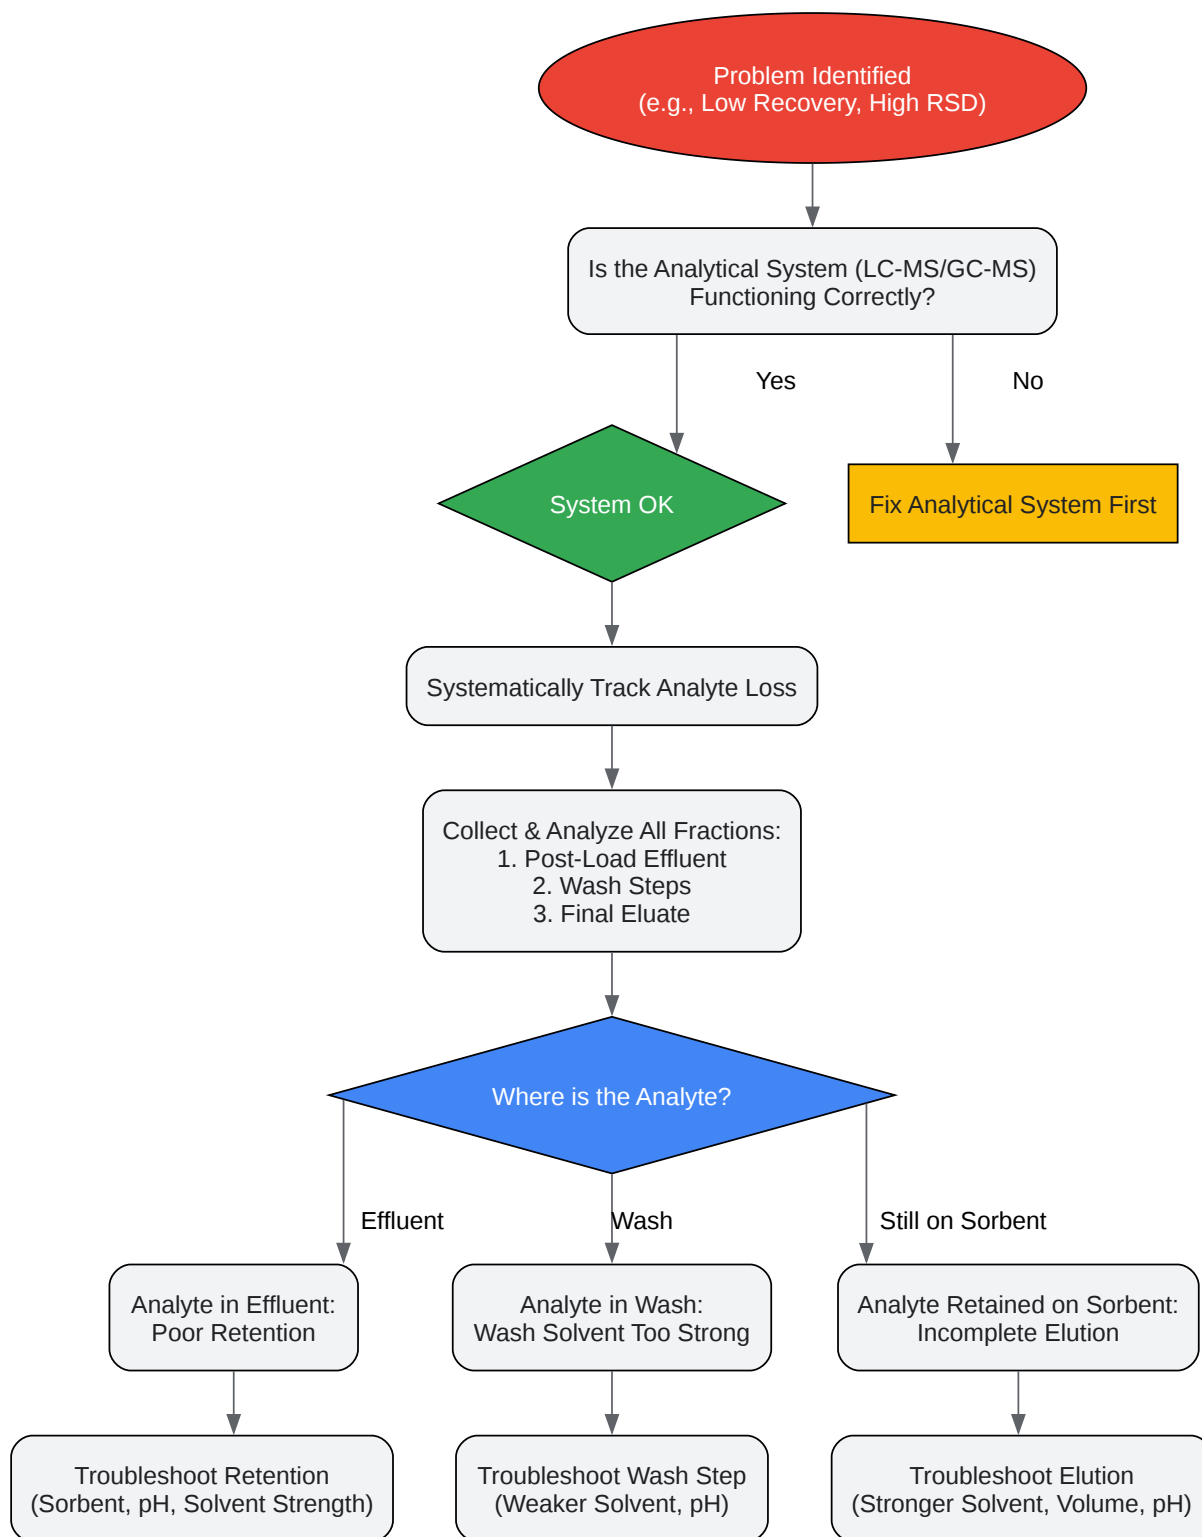 Problem Identified
(e.g., Low Recovery, High RSD)
Is the Analytical System (LC-MS/GC-MS)
Functioning Correctly?
Yes
No
System OK
Fix Analytical System First
Systematically Track Analyte Loss
Collect & Analyze All Fractions:
1. Post-Load Effluent
2. Wash Steps
3. Final Eluate
Where is the Analyte?
Effluent
Wash
Still on Sorbent
Analyte in Effluent:
Poor Retention
Analyte in Wash:
Wash Solvent Too Strong
Analyte Retained on Sorbent:
Incomplete Elution
Troubleshoot Retention
(Sorbent, pH, Solvent Strength)
Troubleshoot Wash Step
(Weaker Solvent, pH)
Troubleshoot Elution
(Stronger Solvent, Volume, pH)